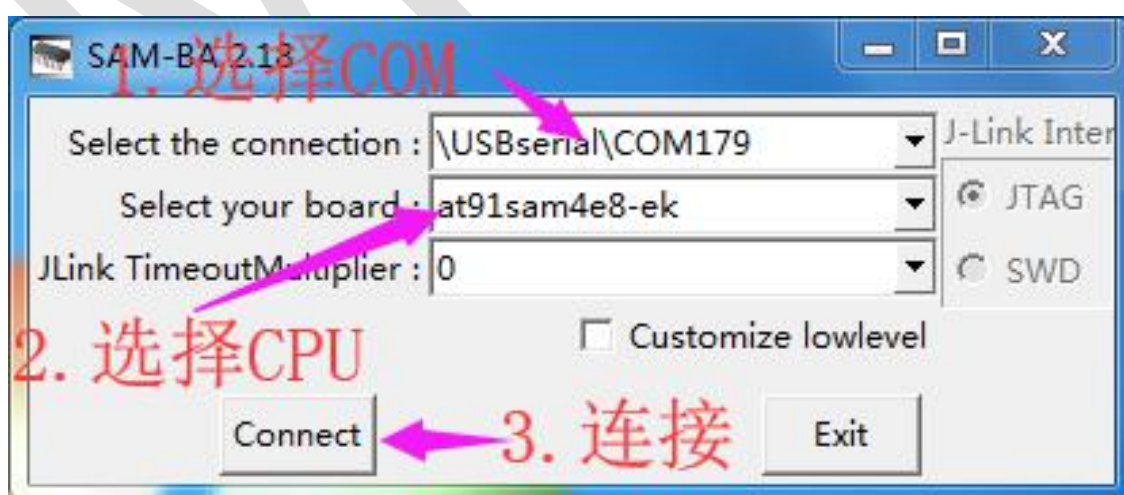 SAM-BA 2.18
1. 选择COM
Select the connection : \USBserial\COM179
J-Link Inter
Select your board : at91sam4e8-ek
JTAG
JLink TimeoutMultiplier : 0
SWD
2. 选择CPU
Customize lowlevel
Connect
3. 连接
Exit